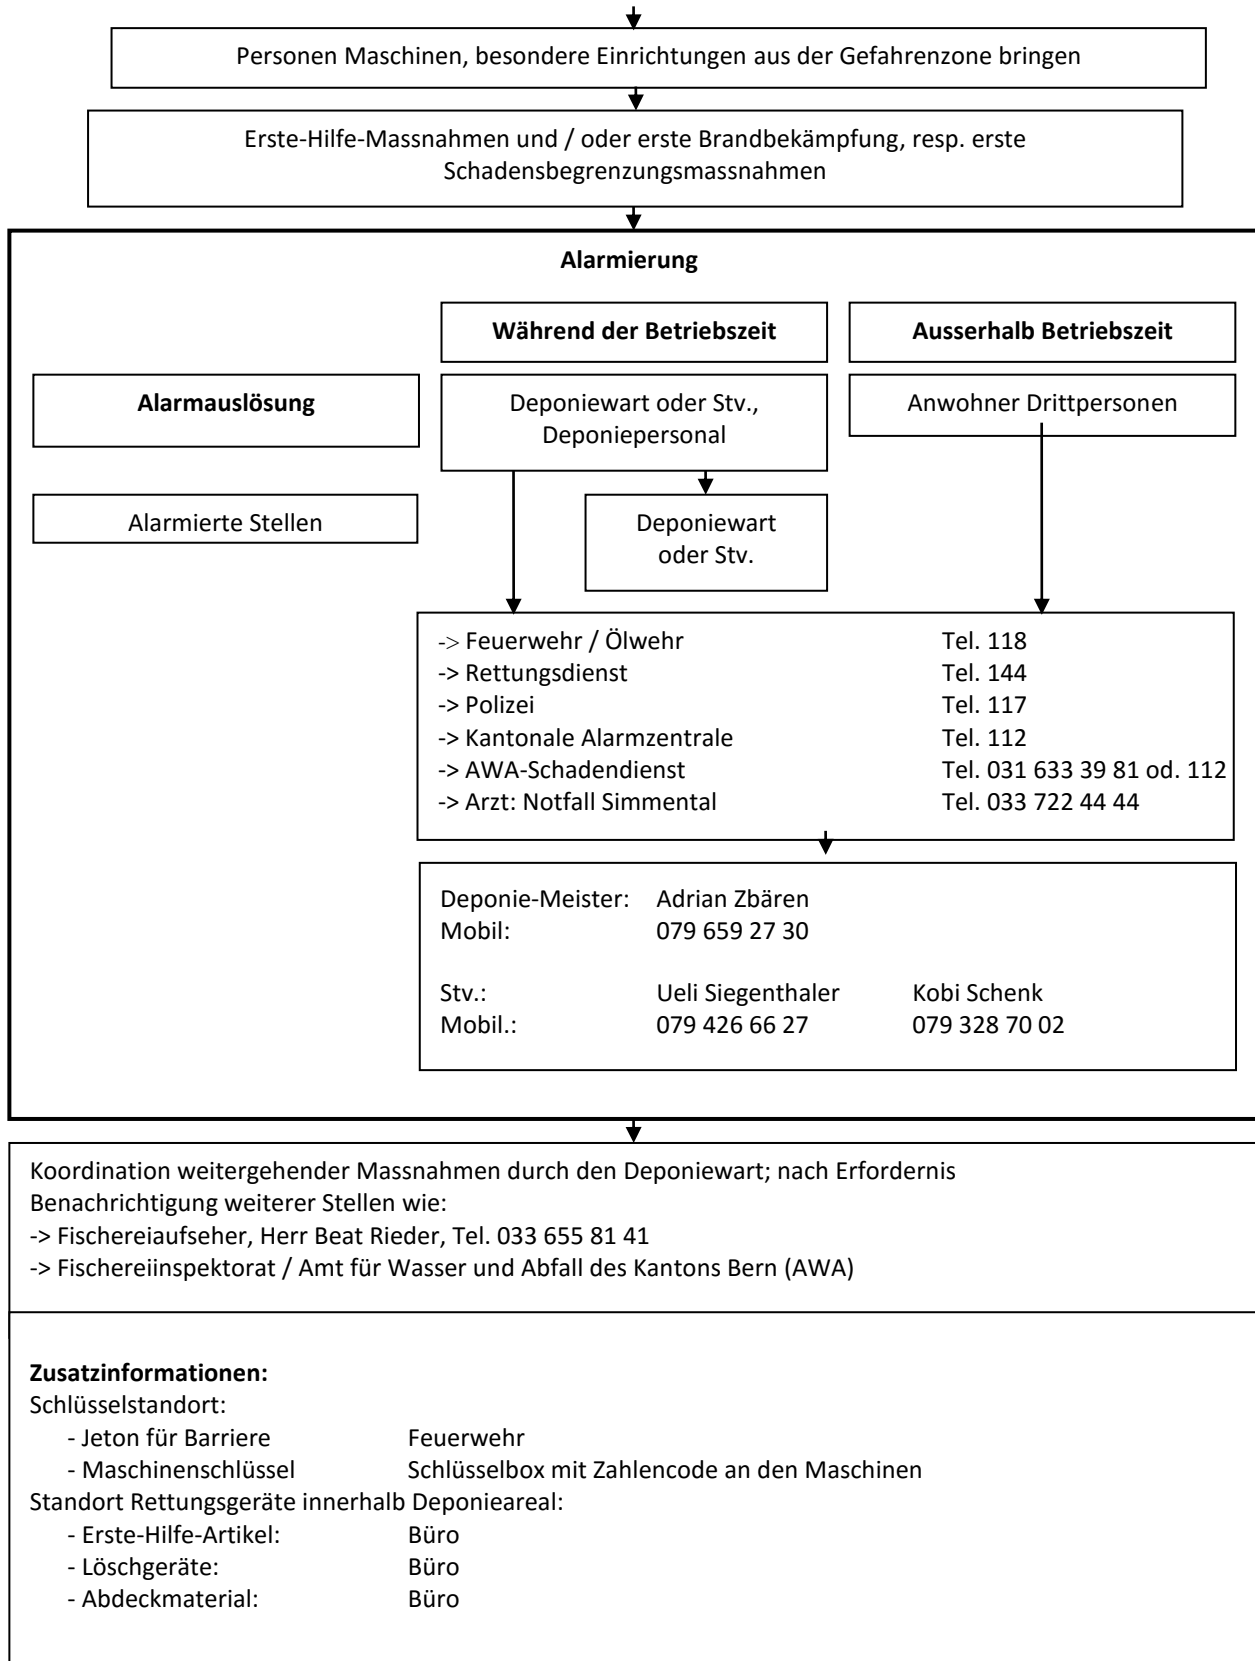 Personen Maschinen, besondere Einrichtungen aus der Gefahrenzone bringen
Erste-Hilfe-Massnahmen und / oder erste Brandbekämpfung, resp. erste
Schadensbegrenzungsmassnahmen
Alarmierung
Während der Betriebszeit
Ausserhalb Betriebszeit
Alarmauslösung
Deponiewart oder Stv.,
Deponiepersonal
Anwohner Drittpersonen
Alarmierte Stellen
Deponiewart
oder Stv.
-> Feuerwehr / Ölwehr Tel. 118
-> Rettungsdienst Tel. 144
-> Polizei Tel. 117
-> Kantonale Alarmzentrale Tel. 112
-> AWA-Schadendienst Tel. 031 633 39 81 od. 112
-> Arzt: Notfall Simmental Tel. 033 722 44 44
Deponie-Meister: Adrian Zbären
Mobil: 079 659 27 30
Stv.: Ueli Siegenthaler Kobi Schenk
Mobil.: 079 426 66 27 079 328 70 02
Koordination weitergehender Massnahmen durch den Deponiewart; nach Erfordernis
Benachrichtigung weiterer Stellen wie:
-> Fischereiaufseher, Herr Beat Rieder, Tel. 033 655 81 41
-> Fischereiinspektorat / Amt für Wasser und Abfall des Kantons Bern (AWA)
Zusatzinformationen:
Schlüsselstandort:
- Jeton für Barriere Feuerwehr
- Maschinenschlüssel Schlüsselbox mit Zahlencode an den Maschinen
Standort Rettungsgeräte innerhalb Deponieareal:
- Erste-Hilfe-Artikel: Büro
- Löschgeräte: Büro
- Abdeckmaterial: Büro